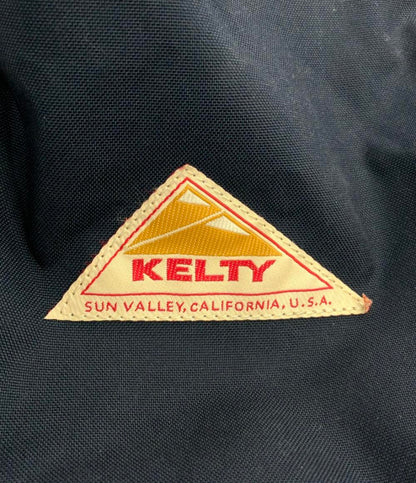 KELTY
SUN VALLEY, CALIFORNIA, U.S.A.